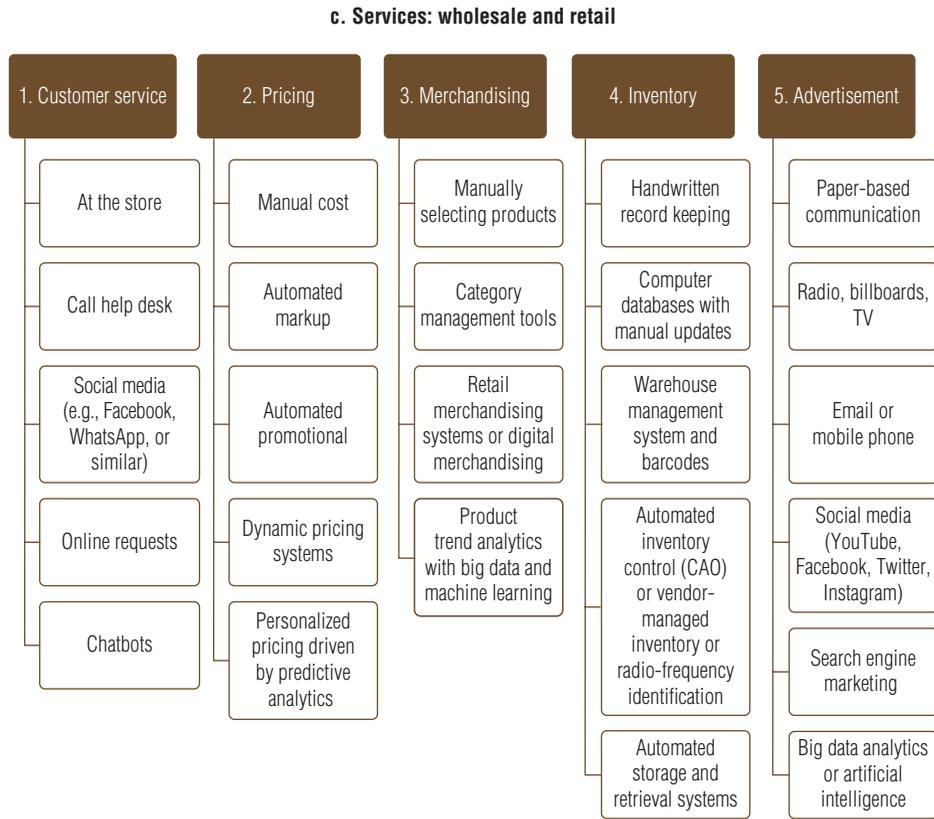 c. Services: wholesale and retail
1. Customer service
At the store
Call help desk
Social media
(e.g., Facebook,
WhatsApp, or
similar)
Online requests
Chatbots
2. Pricing
Manual cost
Automated
markup
Automated
promotional
Dynamic pricing
systems
Personalized
pricing driven
by predictive
analytics
3. Merchandising
Manually
selecting products
Category
management tools
Retail
merchandising
systems or digital
merchandising
Product
trend analytics
with big data and
machine learning
4. Inventory
Handwritten
record keeping
Computer
databases with
manual updates
Warehouse
management
system and
barcodes
Automated
inventory
control (CAO)
or vendor-
managed
inventory or
radio-frequency
identification
Automated
storage and
retrieval systems
5. Advertisement
Paper-based
communication
Radio, billboards,
TV
Email or
mobile phone
Social media
(YouTube,
Facebook, Twitter,
Instagram)
Search engine
marketing
Big data analytics
or artificial
intelligence